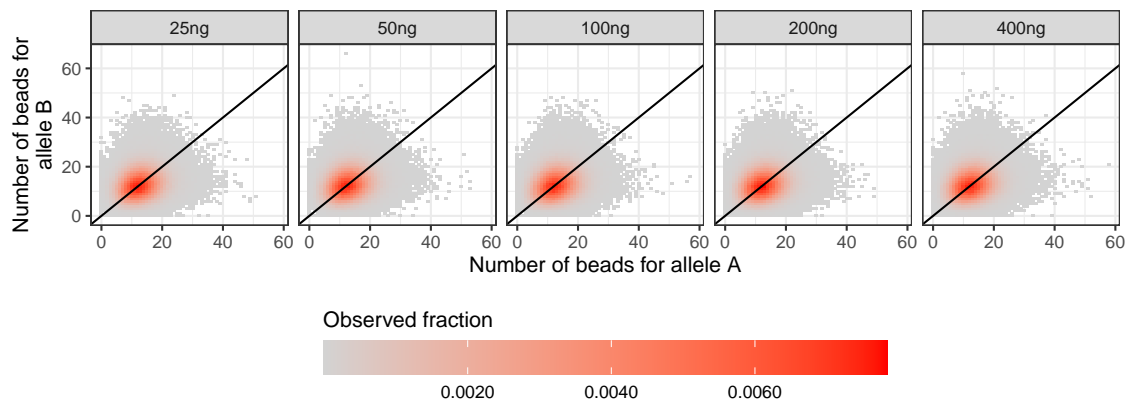 25ng 50ng 100ng 200ng 400ng
Number of beads for
allele B
60
40
20
0
0 20 40 60 0 20 40 60 0 20 40 60 0 20 40 60 0 20 40 60
Number of beads for allele A
Observed fraction
0.0020 0.0040 0.0060